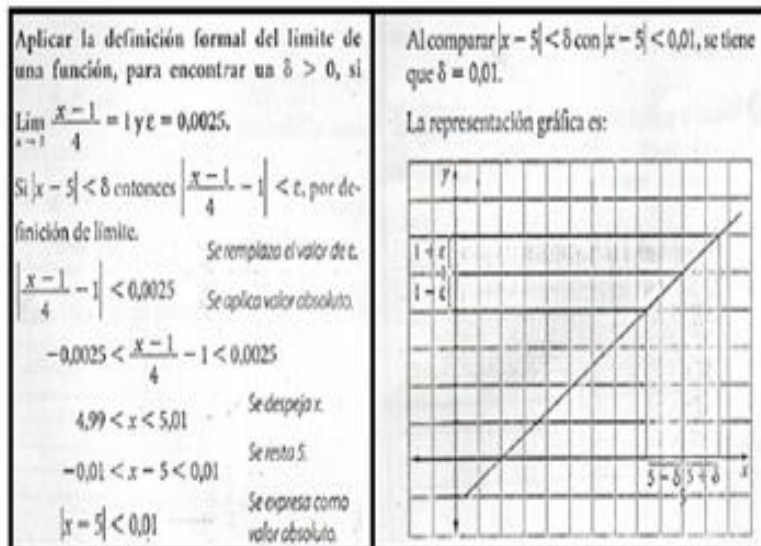 Aplicar la definición formal del límite de
una función, para encontrar un δ > 0, si
Lim x − 1 / 4 = 1 y ε = 0,0025.
x → 5
Si |x − 5| < δ entonces |x − 1 / 4 − 1| < ε, por de-
finición de límite.
Se remplaza el valor de ε.
|x − 1 / 4 − 1| < 0,0025
Se aplica valor absoluto.
−0,0025 < x − 1 / 4 − 1 < 0,0025
Se despeja x.
4,99 < x < 5,01
Se resta 5.
−0,01 < x − 5 < 0,01
Se expresa como
|x − 5| < 0,01
valor absoluto.
Al comparar |x − 5| < δ con |x − 5| < 0,01, se tiene
que δ = 0,01.
La representación gráfica es:
y
1 + ε
1
1 − ε
5 − δ 5 + δ x
5